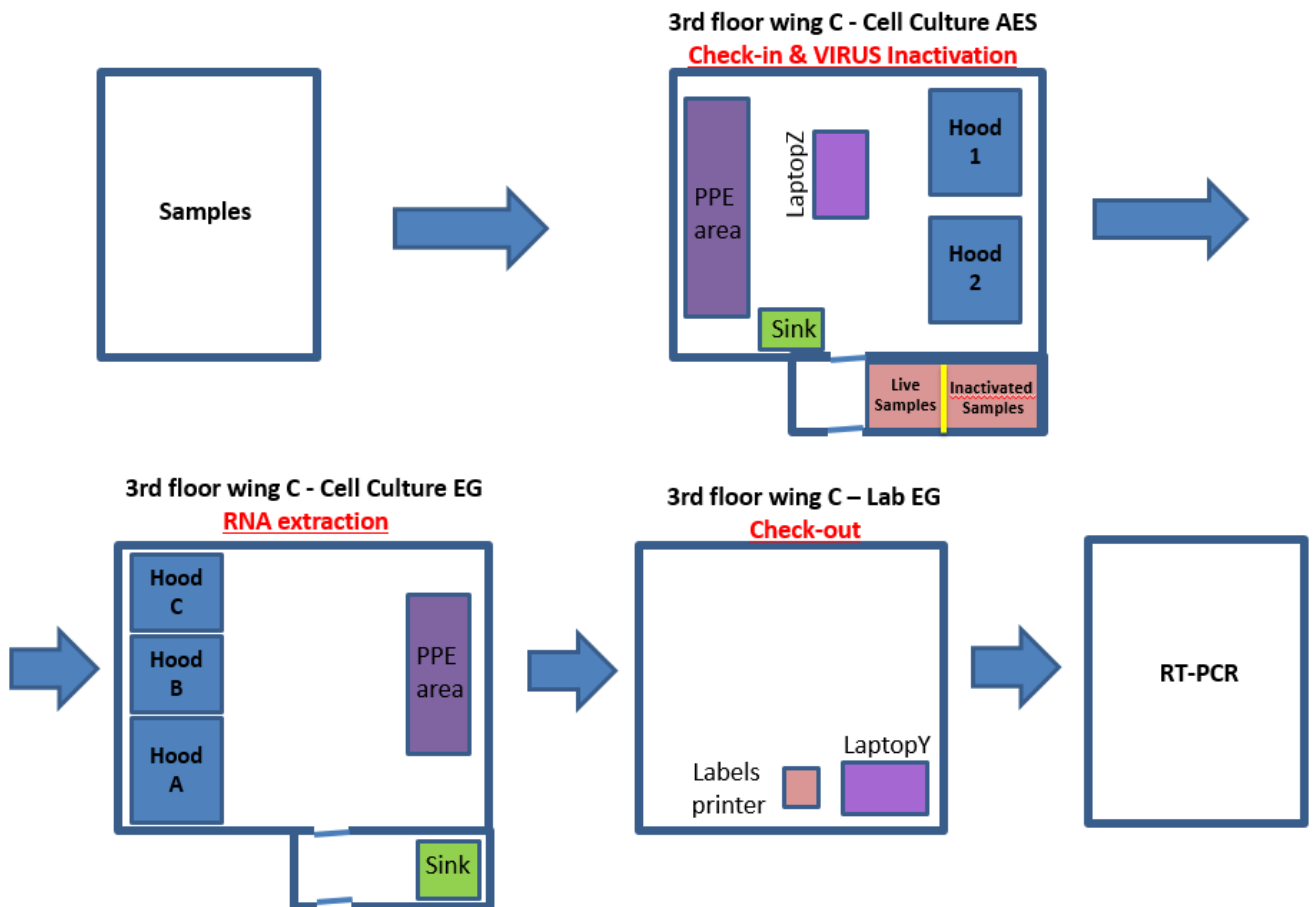 3rd floor wing C - Cell Culture AES
Check-in & VIRUS Inactivation
Samples
PPE
area
LaptopZ
Hood
1
Hood
2
Sink
Live
Samples
Inactivated
Samples
3rd floor wing C - Cell Culture EG
RNA extraction
Hood
C
Hood
B
Hood
A
PPE
area
Sink
3rd floor wing C – Lab EG
Check-out
Labels
printer
LaptopY
RT-PCR